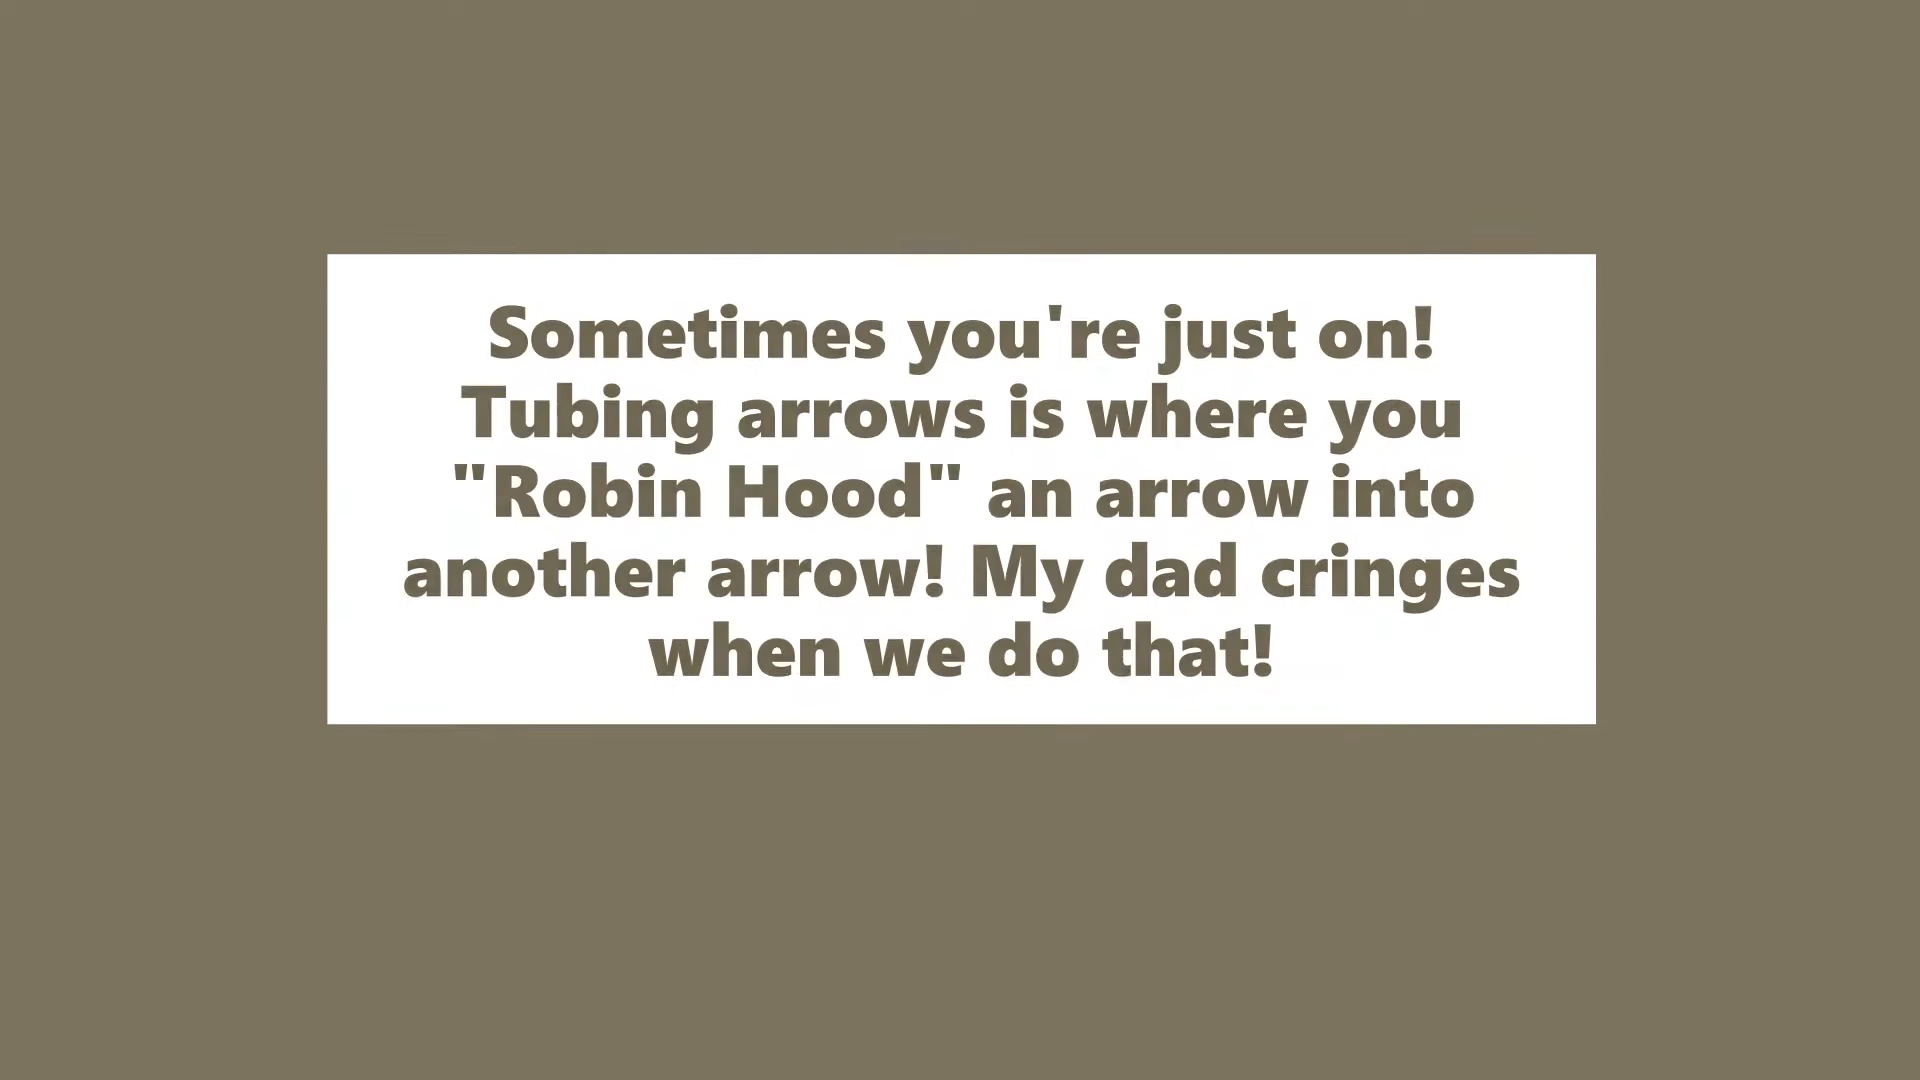 Sometimes you're just on!
Tubing arrows is where you
"Robin Hood" an arrow into
another arrow! My dad cringes
when we do that!